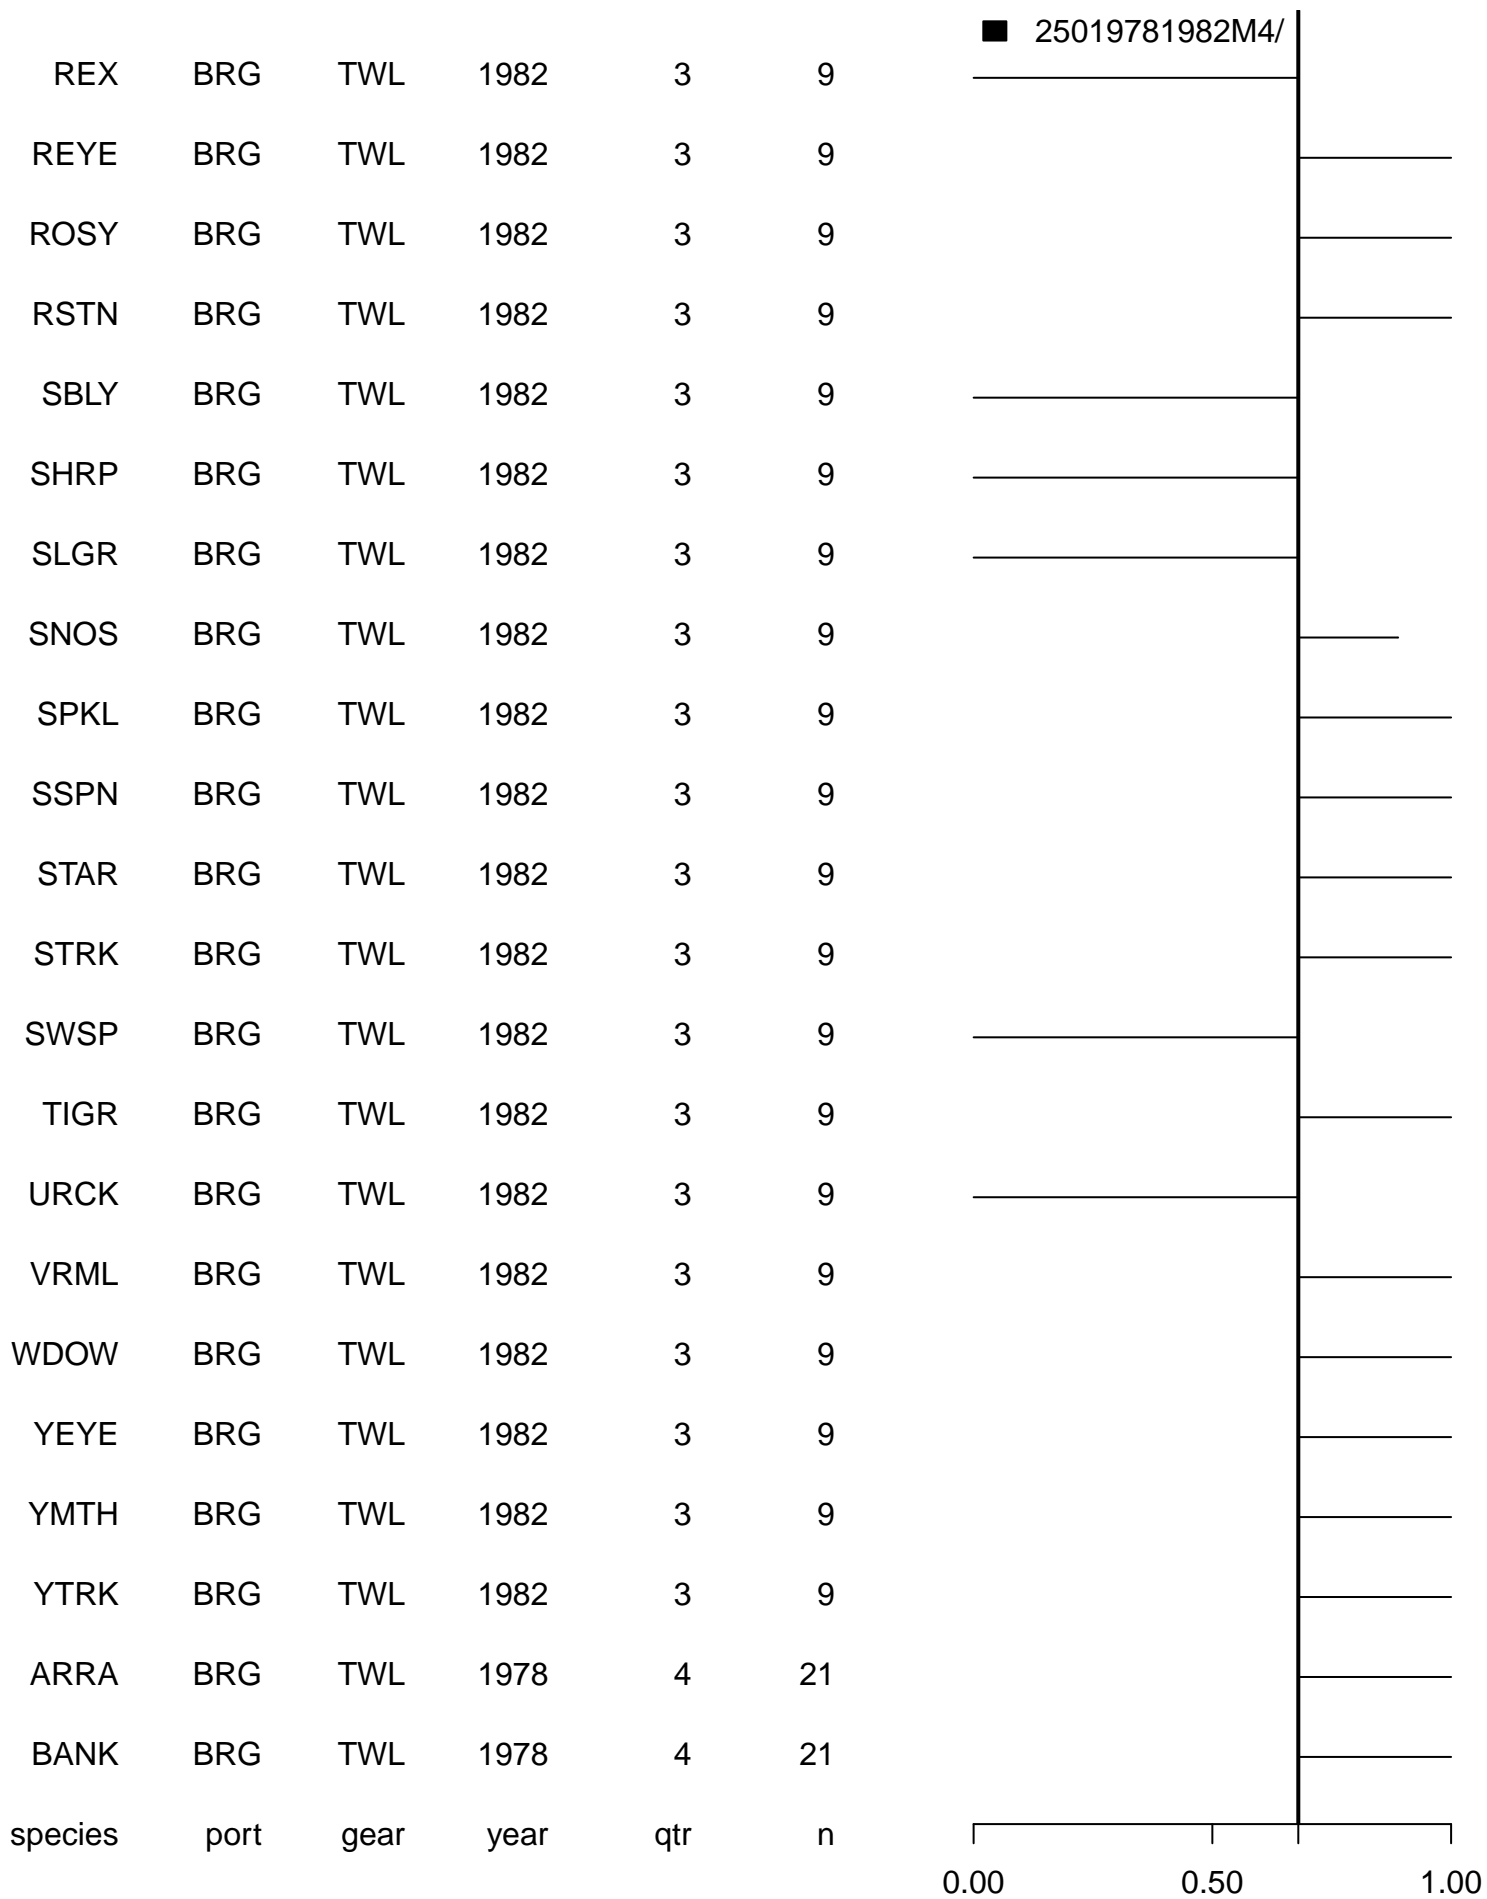 25019781982M4/
REX BRG TWL 1982 3 9
REYE BRG TWL 1982 3 9
ROSY BRG TWL 1982 3 9
RSTN BRG TWL 1982 3 9
SBLY BRG TWL 1982 3 9
SHRP BRG TWL 1982 3 9
SLGR BRG TWL 1982 3 9
SNOS BRG TWL 1982 3 9
SPKL BRG TWL 1982 3 9
SSPN BRG TWL 1982 3 9
STAR BRG TWL 1982 3 9
STRK BRG TWL 1982 3 9
SWSP BRG TWL 1982 3 9
TIGR BRG TWL 1982 3 9
URCK BRG TWL 1982 3 9
VRML BRG TWL 1982 3 9
WDOW BRG TWL 1982 3 9
YEYE BRG TWL 1982 3 9
YMTH BRG TWL 1982 3 9
YTRK BRG TWL 1982 3 9
ARRA BRG TWL 1978 4 21
BANK BRG TWL 1978 4 21
species port gear year qtr n
0.00 0.50 1.00